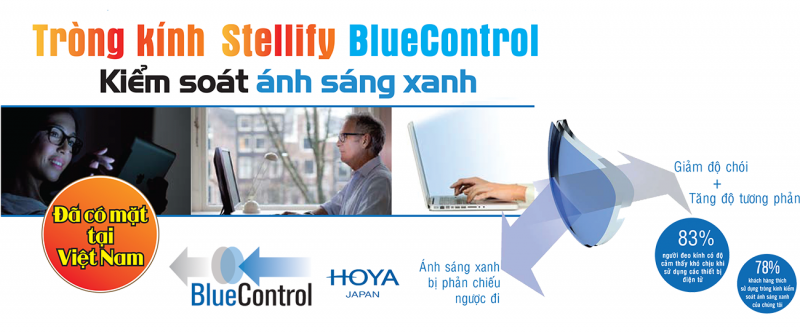 Tròng kính Stellify BlueControl
Kiểm soát ánh sáng xanh
Đã có mặt
tại
Việt Nam
BlueControl
HOYA
JAPAN
Ánh sáng xanh
bị phản chiếu
ngược đi
Giảm độ chói
+
Tăng độ tương phản
83%
người đeo kính có độ
cảm thấy khó chịu khi
sử dụng các thiết bị
điện tử
78%
khách hàng thích
sử dụng tròng kính kiểm
soát ánh sáng xanh
của chúng tôi